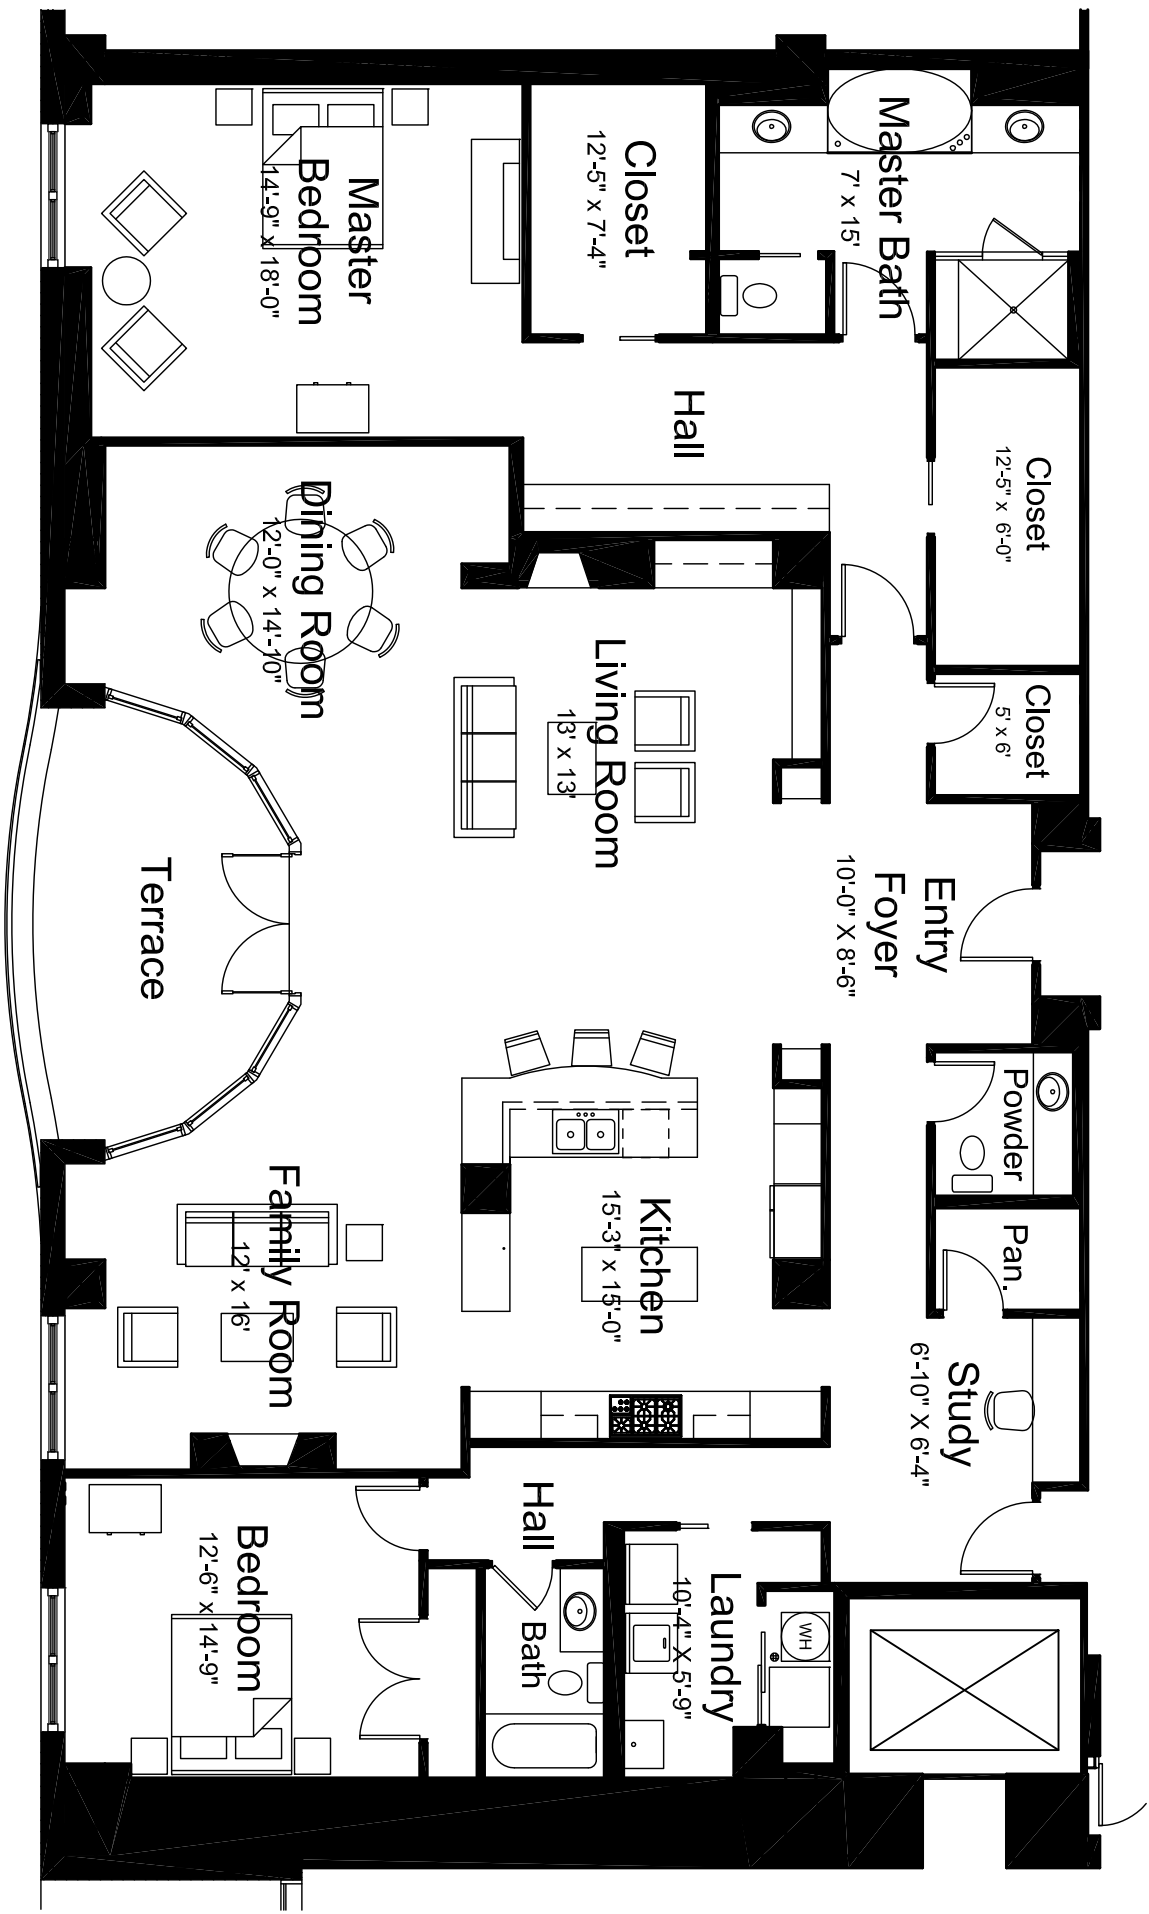 Master
Bedroom
14'-9" x 18'-0"
Closet
12'-5" x 7'-4"
Master Bath
7' x 15'
Hall
Closet
12'-5" x 6'-0"
Closet
5' x 6'
Dining Room
12'-0" x 14'-10"
Living Room
13' x 13'
Entry
Foyer
10'-0" X 8'-6"
Terrace
Powder
Pan.
Kitchen
15'-3" x 15'-0"
Family Room
12' x 16'
Study
6'-10" X 6'-4"
Hall
Bedroom
12'-6" x 14'-9"
Bath
Laundry
10'-4" X 5'-9"
WH